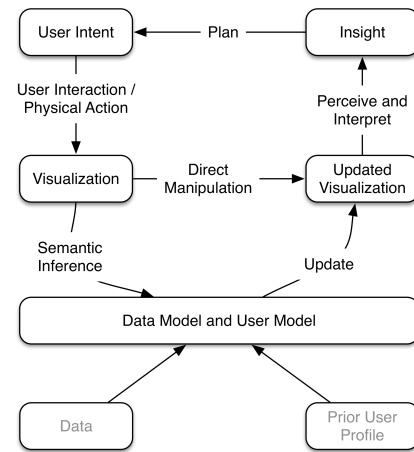 User Intent
Plan
Insight
User Interaction /
Physical Action
Perceive and
Interpret
Visualization
Direct
Manipulation
Updated
Visualization
Semantic
Inference
Update
Data Model and User Model
Data
Prior User
Profile